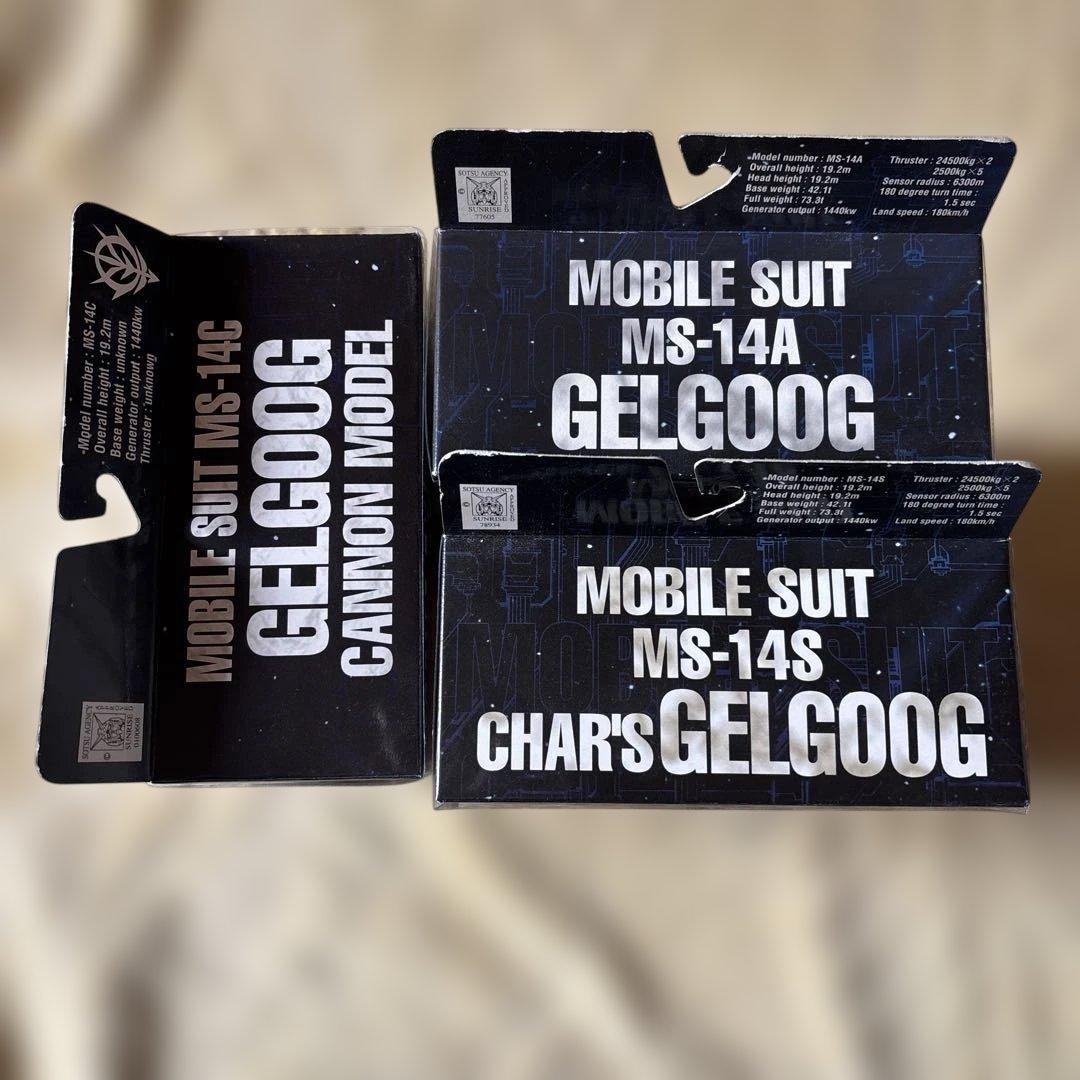 -Model number : MS-14C
Overall height : 19.2m
Base weight : unknown
Generator output : 1440kw
Thruster : unknown
MOBILE SUIT MS-14C
GELGOOG
CANNON MODEL
SOTSU AGENCY
SUNRISE
0100608
©
SOTSU AGENCY
©
SUNRISE
77605
•Model number : MS-14A
Overall height : 19.2m
Head height : 19.2m
Base weight : 42.1t
Full weight : 73.3t
Generator output : 1440kw
Thruster : 24500kg×2
2500kg×5
Sensor radius : 6300m
180 degree turn time :
1.5 sec
Land speed : 180km/h
MOBILE SUIT
MS-14A
GELGOOG
SOTSU AGENCY
©
SUNRISE
78934
•Model number : MS-14S
Overall height : 19.2m
Head height : 19.2m
Base weight : 42.1t
Full weight : 73.3t
Generator output : 1440kw
Thruster : 24500kg×2
2500kg×5
Sensor radius : 6300m
180 degree turn time :
1.5 sec
Land speed : 180km/h
MOBILE SUIT
MS-14S
CHAR'S GELGOOG